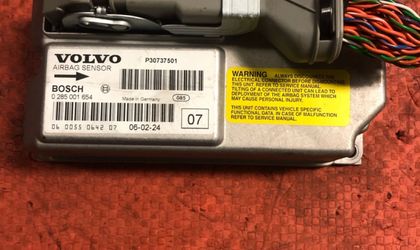 VOLVO P30737501
AIRBAG SENSOR
BOSCH
0 285 001 654
Made in Germany 085
06 0055 0642 07 06-02-24 07
WARNING ALWAYS DISCONNECT THE
ELECTRICAL CONNECTOR BEFORE DISMOUNTING
THIS UNIT. REFER TO SERVICE MANUAL.
TILTING OF A CONNECTED UNIT CAN LEAD TO
DEPLOYMENT OF THE AIRBAG SYSTEM WHICH
MAY CAUSE PERSONAL INJURY.
THIS UNIT CONTAINS VEHICLE SPECIFIC
FUNCTIONAL DATA. IN CASE OF MALFUNCTION
REFER TO SERVICE MANUAL.